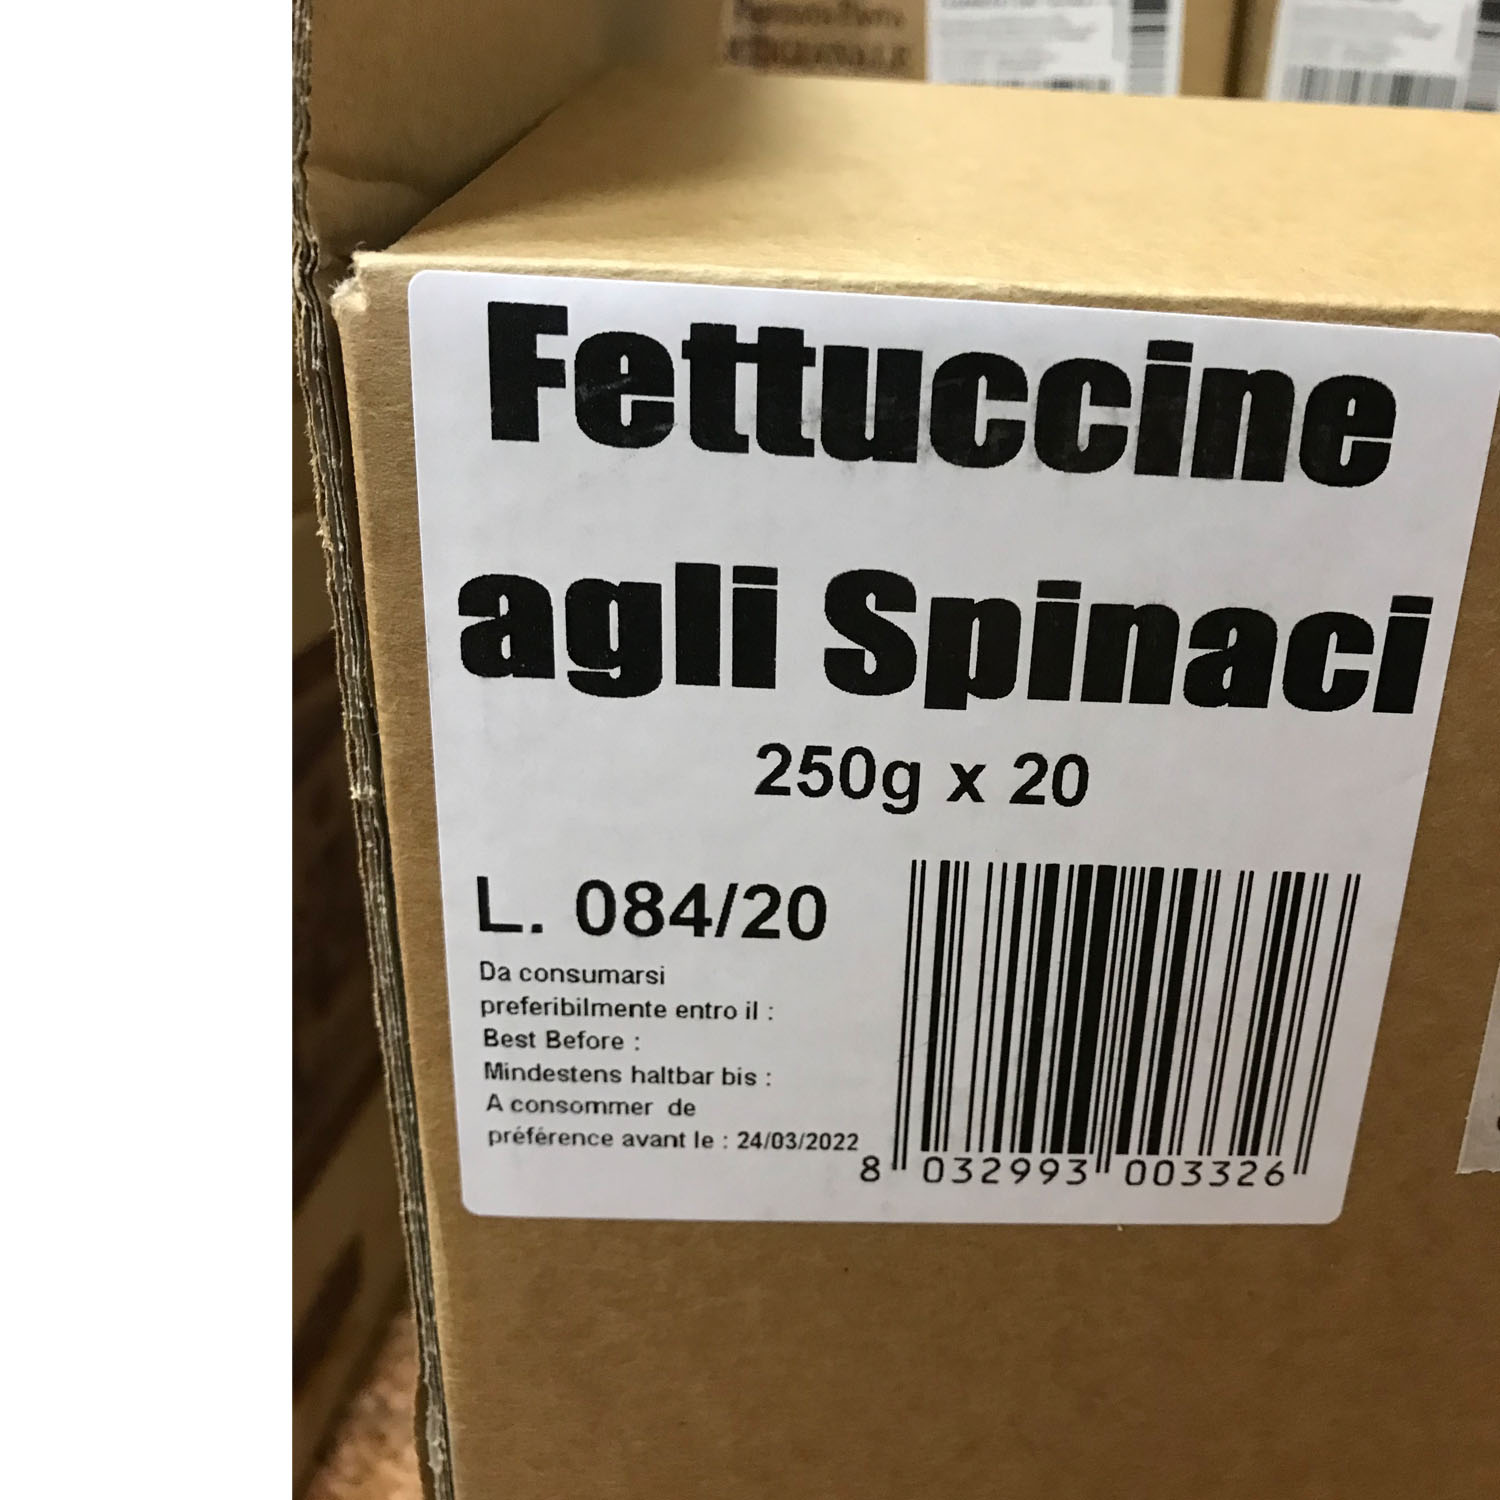 Fettuccine
agli Spinaci
250g x 20
L. 084/20
Da consumarsi
preferibilmente entro il :
Best Before :
Mindestens haltbar bis :
A consommer de
préférence avant le : 24/03/2022
8 032993 003326